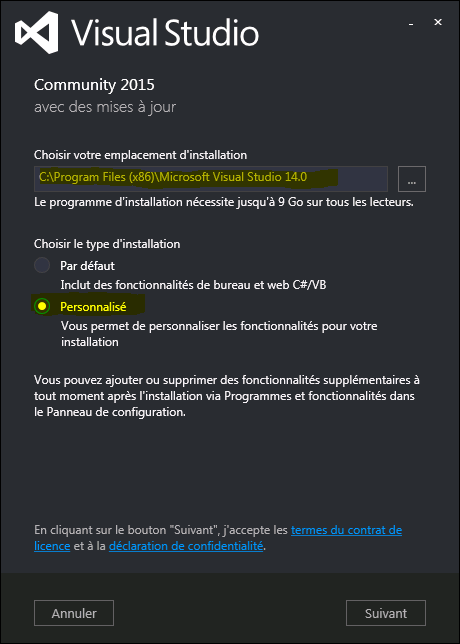 Visual Studio
Community 2015
avec des mises à jour
Choisir votre emplacement d'installation
C:\Program Files (x86)\Microsoft Visual Studio 14.0
...
Le programme d'installation nécessite jusqu'à 9 Go sur tous les lecteurs.
Choisir le type d'installation
Par défaut
Inclut des fonctionnalités de bureau et web C#/VB
Personnalisé
Vous permet de personnaliser les fonctionnalités pour votre
installation
Vous pouvez ajouter ou supprimer des fonctionnalités supplémentaires à
tout moment après l'installation via Programmes et fonctionnalités dans
le Panneau de configuration.
En cliquant sur le bouton "Suivant", j'accepte les termes du contrat de
licence et à la déclaration de confidentialité.
Annuler
Suivant